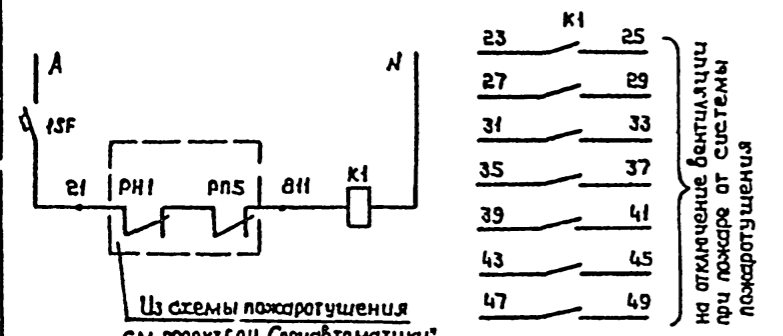 A N
1SF
21 РН1 РП5 811 К1
Из схемы пожаротушения
К1
23 25
27 29
31 33
35 37
39 41
43 45
47 49
на отключение вентиляции
при пожаре от системы
пожаротушения